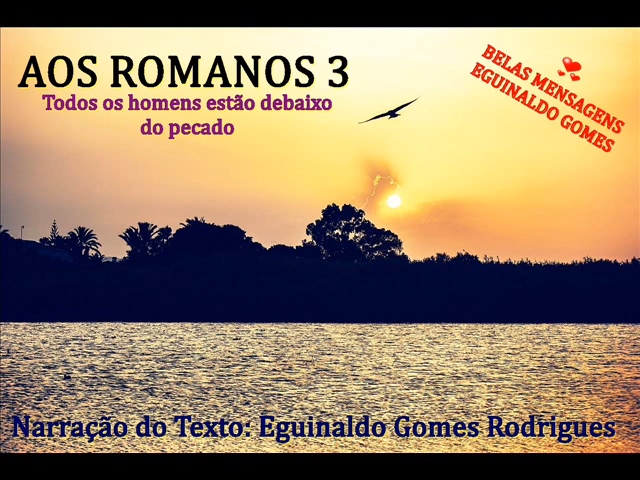 AOS ROMANOS 3
Todos os homens estão debaixo
do pecado
BELAS MENSAGENS
EGUINALDO GOMES
Narração do Texto: Eguinaldo Gomes Rodrigues